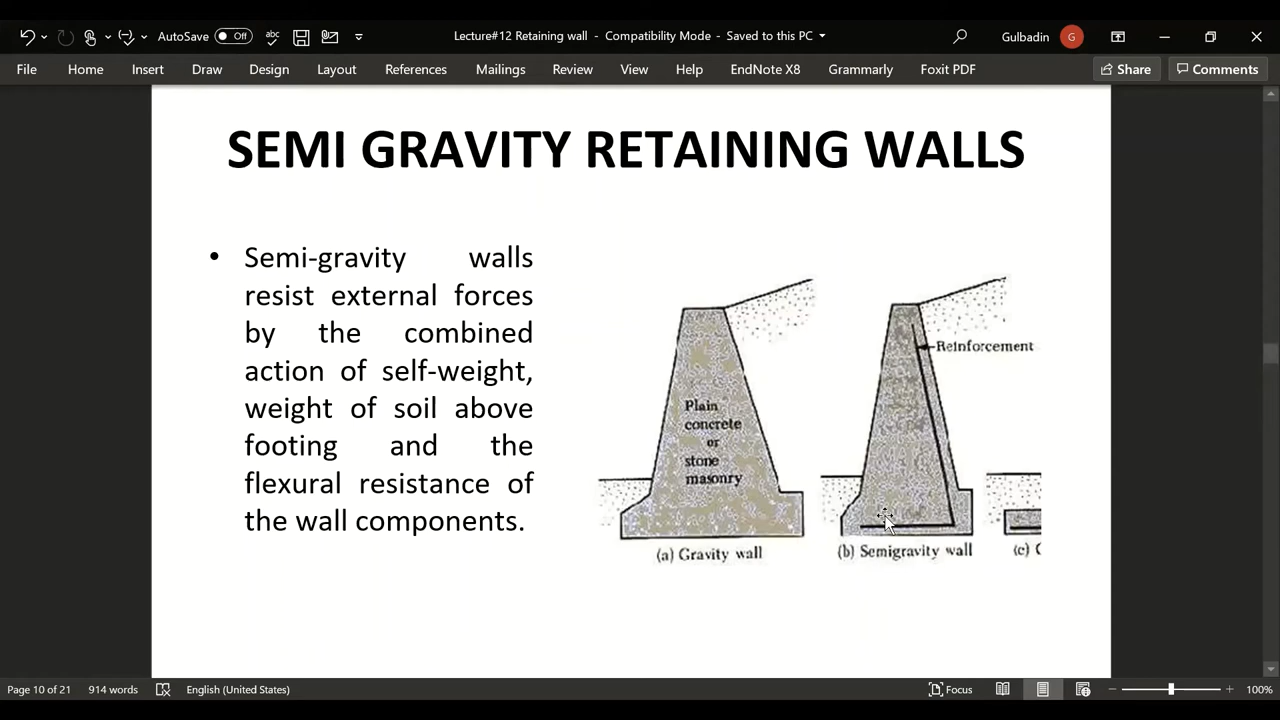 AutoSave
Off
abc
Lecture#12 Retaining wall - Compatibility Mode - Saved to this PC
Gulbadin
G
File Home Insert Draw Design Layout References Mailings Review View Help EndNote X8 Grammarly Foxit PDF Share Comments
SEMI GRAVITY RETAINING WALLS
• Semi-gravity walls
resist external forces
by the combined
action of self-weight,
weight of soil above
footing and the
flexural resistance of
the wall components.
Plain
concrete
or
stone
masonry
(a) Gravity wall
Reinforcement
(b) Semigravity wall
(c)
Page 10 of 21 914 words English (United States) Focus 100%